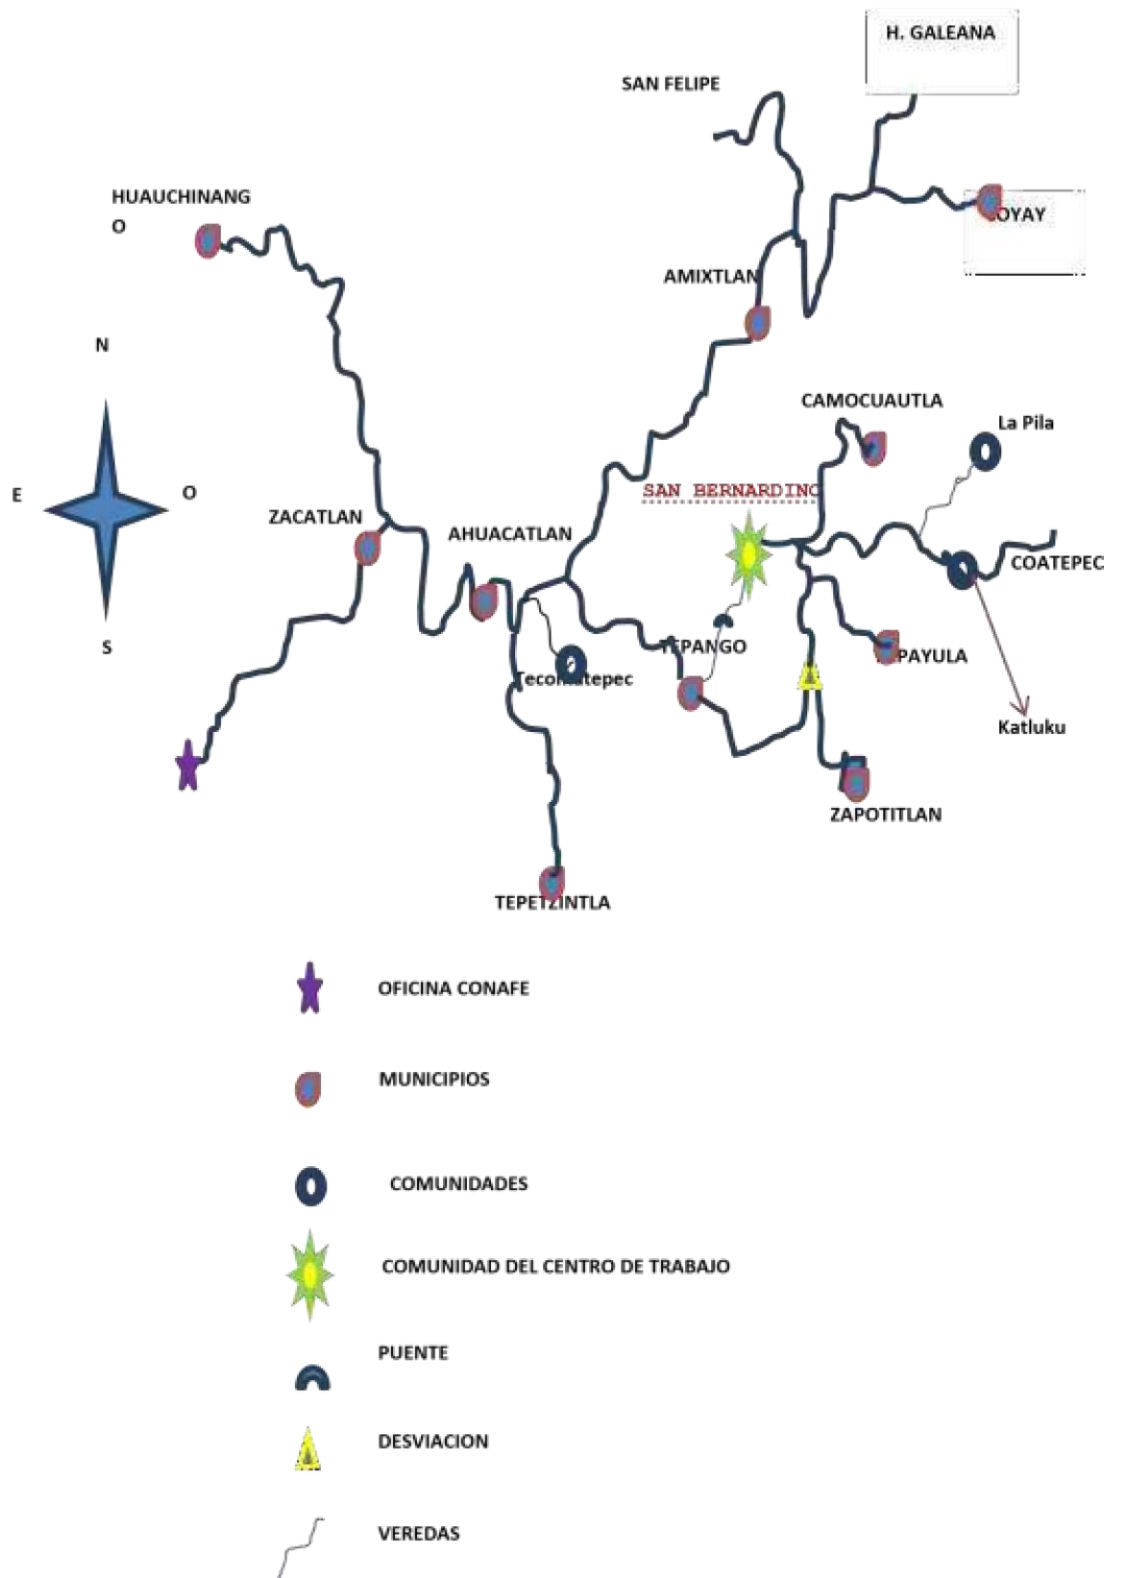 H. GALEANA
SAN FELIPE
HUAUCHINANG
O
OYAY
AMIXTLAN
N
CAMOCUAUTLA
La Pila
E
O
SAN BERNARDINO
ZACATLAN
AHUACATLAN
COATEPEC
S
TEPANGO
PAYULA
Tecomatepec
Katluku
ZAPOTITLAN
TEPETZINTLA
OFICINA CONAFE
MUNICIPIOS
COMUNIDADES
COMUNIDAD DEL CENTRO DE TRABAJO
PUENTE
DESVIACION
VEREDAS